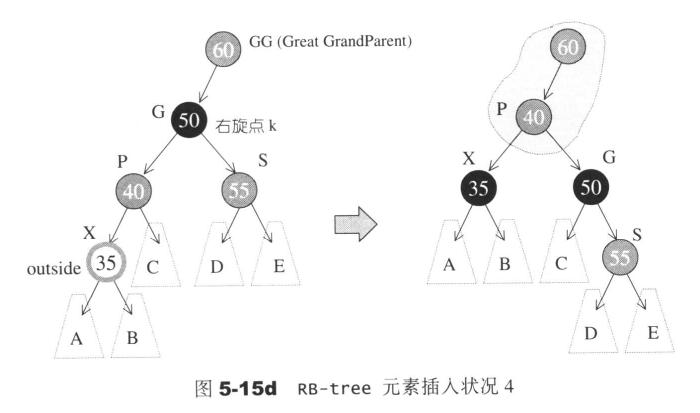 60 GG (Great GrandParent)
G 50 右旋点 k
P S
40 55
X
outside 35 C D E
A B
60
P 40
X G
35 50
A B C S
55
D E
图 5-15d RB-tree 元素插入状况 4